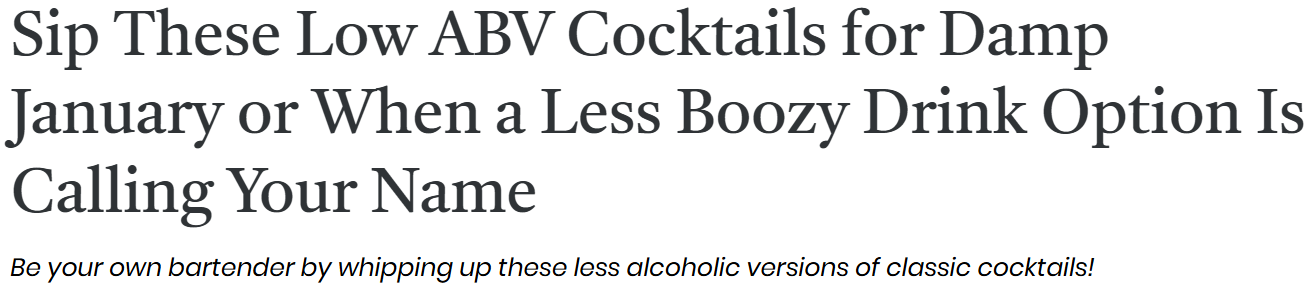 Sip These Low ABV Cocktails for Damp
January or When a Less Boozy Drink Option Is
Calling Your Name
Be your own bartender by whipping up these less alcoholic versions of classic cocktails!